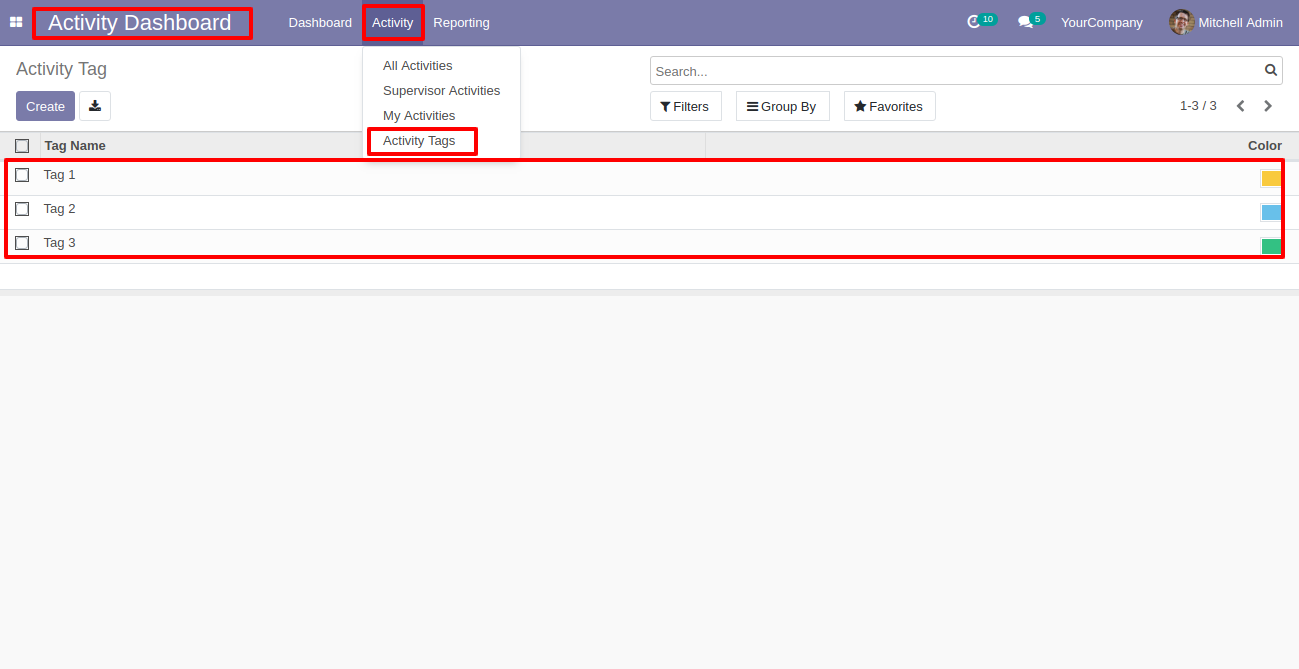 Activity Dashboard Dashboard Activity Reporting 10 5 YourCompany Mitchell Admin
Activity Tag
All Activities
Supervisor Activities
My Activities
Activity Tags
Search...
Create
Filters Group By Favorites 1-3 / 3
Tag Name Color
Tag 1
Tag 2
Tag 3